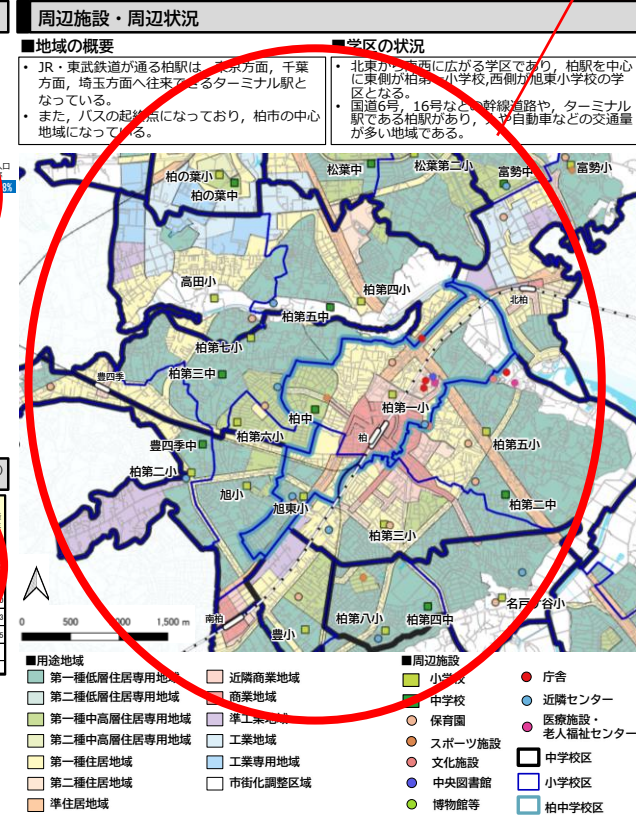 周辺施設・周辺状況
■地域の概要
・ JR・東武鉄道が通る柏駅は、東京方面，千葉
方面，埼玉方面へ往来できるターミナル駅と
なっている。
・ また，バスの起終点になっており，柏市の中心
地域になっている。
■学区の状況
・ 北東から南西に広がる学区であり，柏駅を中心
に東側が柏第一小学校,西側が旭東小学校の学
区となる。
・ 国道6号，16号などの幹線道路や，ターミナル
駅である柏駅があり，人や自動車などの交通量
が多い地域である。
8%
柏の葉小
柏の葉中
松葉中
柏第二小
富勢中
富勢小
高田小
柏第四小
北柏
柏第五中
柏第七小
豊四季
柏第三中
柏中
柏第一小
柏
柏第六小
豊四季中
柏第五小
柏第二小
旭小
旭東小
柏第二中
柏第三小
名戸ヶ谷小
南柏
豊小
柏第八小
柏第四中
0 500 1,500 m
■用途地域
第一種低層住居専用地域
第二種低層住居専用地域
第一種中高層住居専用地域
第二種中高層住居専用地域
第一種住居地域
第二種住居地域
準住居地域
近隣商業地域
商業地域
準工業地域
工業地域
工業専用地域
市街化調整区域
■周辺施設
小学校
中学校
保育園
スポーツ施設
文化施設
中央図書館
博物館等
庁舎
近隣センター
医療施設・
老人福祉センター
中学校区
小学校区
柏中学校区